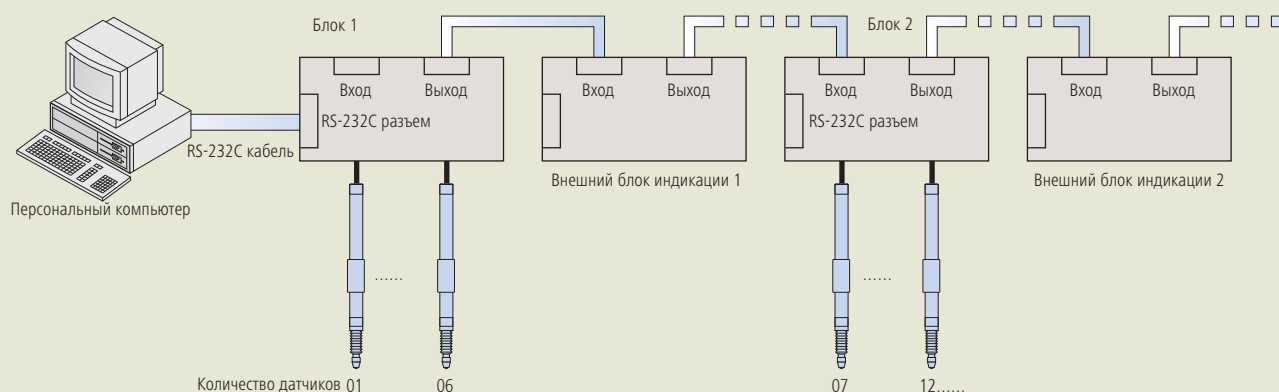 Блок 1
Блок 2
Вход
Выход
Вход
Выход
Вход
Выход
Вход
Выход
RS-232C разъем
RS-232C разъем
RS-232C кабель
Внешний блок индикации 1
Внешний блок индикации 2
Персональный компьютер
......
......
Количество датчиков 01
06
07
12......